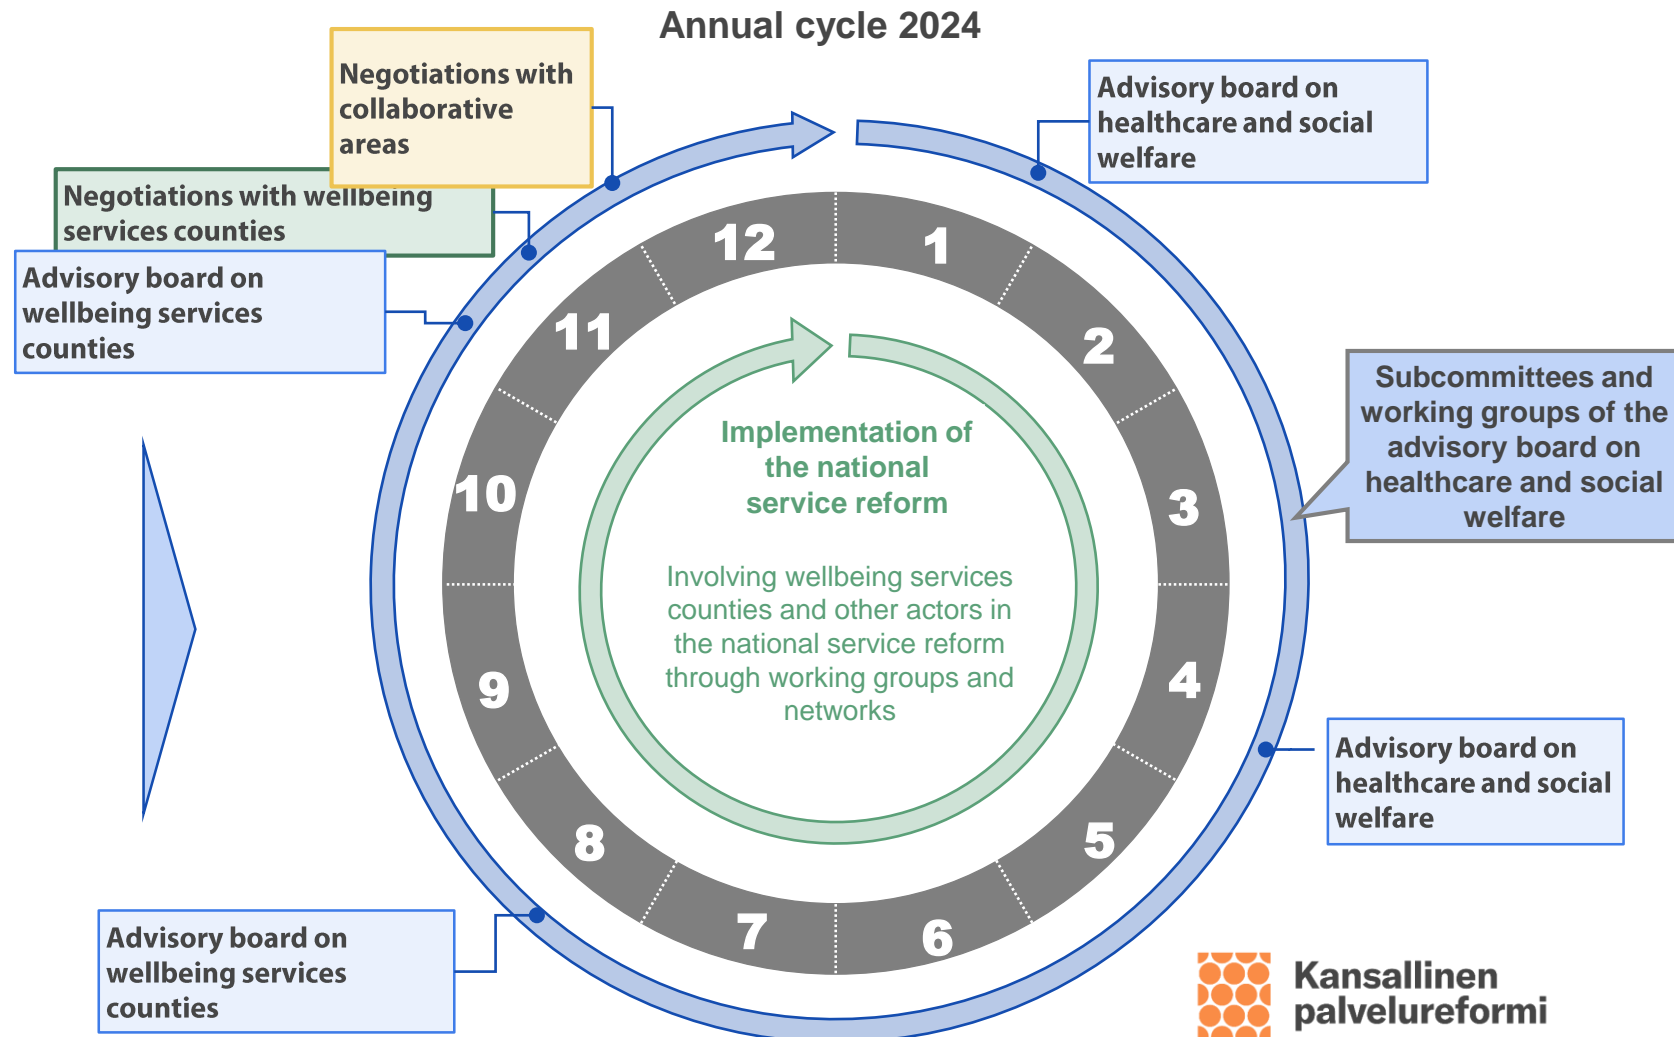 Annual cycle 2024
Negotiations with
collaborative
areas
Negotiations with wellbeing
services counties
Advisory board on
wellbeing services
counties
Advisory board on
healthcare and social
welfare
Subcommittees and
working groups of the
advisory board on
healthcare and social
welfare
Advisory board on
healthcare and social
welfare
Advisory board on
wellbeing services
counties
1
2
3
4
5
6
7
8
9
10
11
12
Implementation of
the national
service reform
Involving wellbeing services
counties and other actors in
the national service reform
through working groups and
networks
Kansallinen
palvelureformi